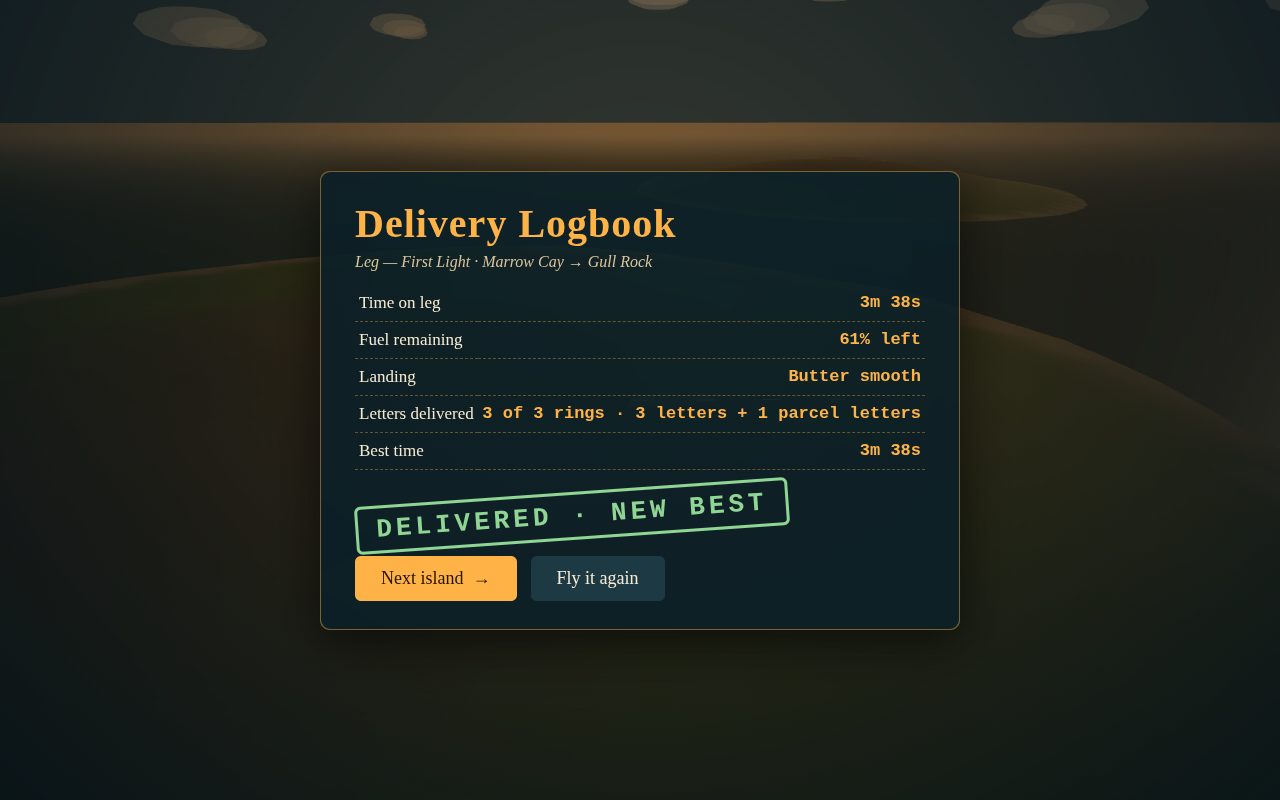 Delivery Logbook
Leg — First Light · Marrow Cay → Gull Rock
Time on leg 3m 38s
Fuel remaining 61% left
Landing Butter smooth
Letters delivered 3 of 3 rings · 3 letters + 1 parcel letters
Best time 3m 38s
DELIVERED · NEW BEST
Next island → Fly it again